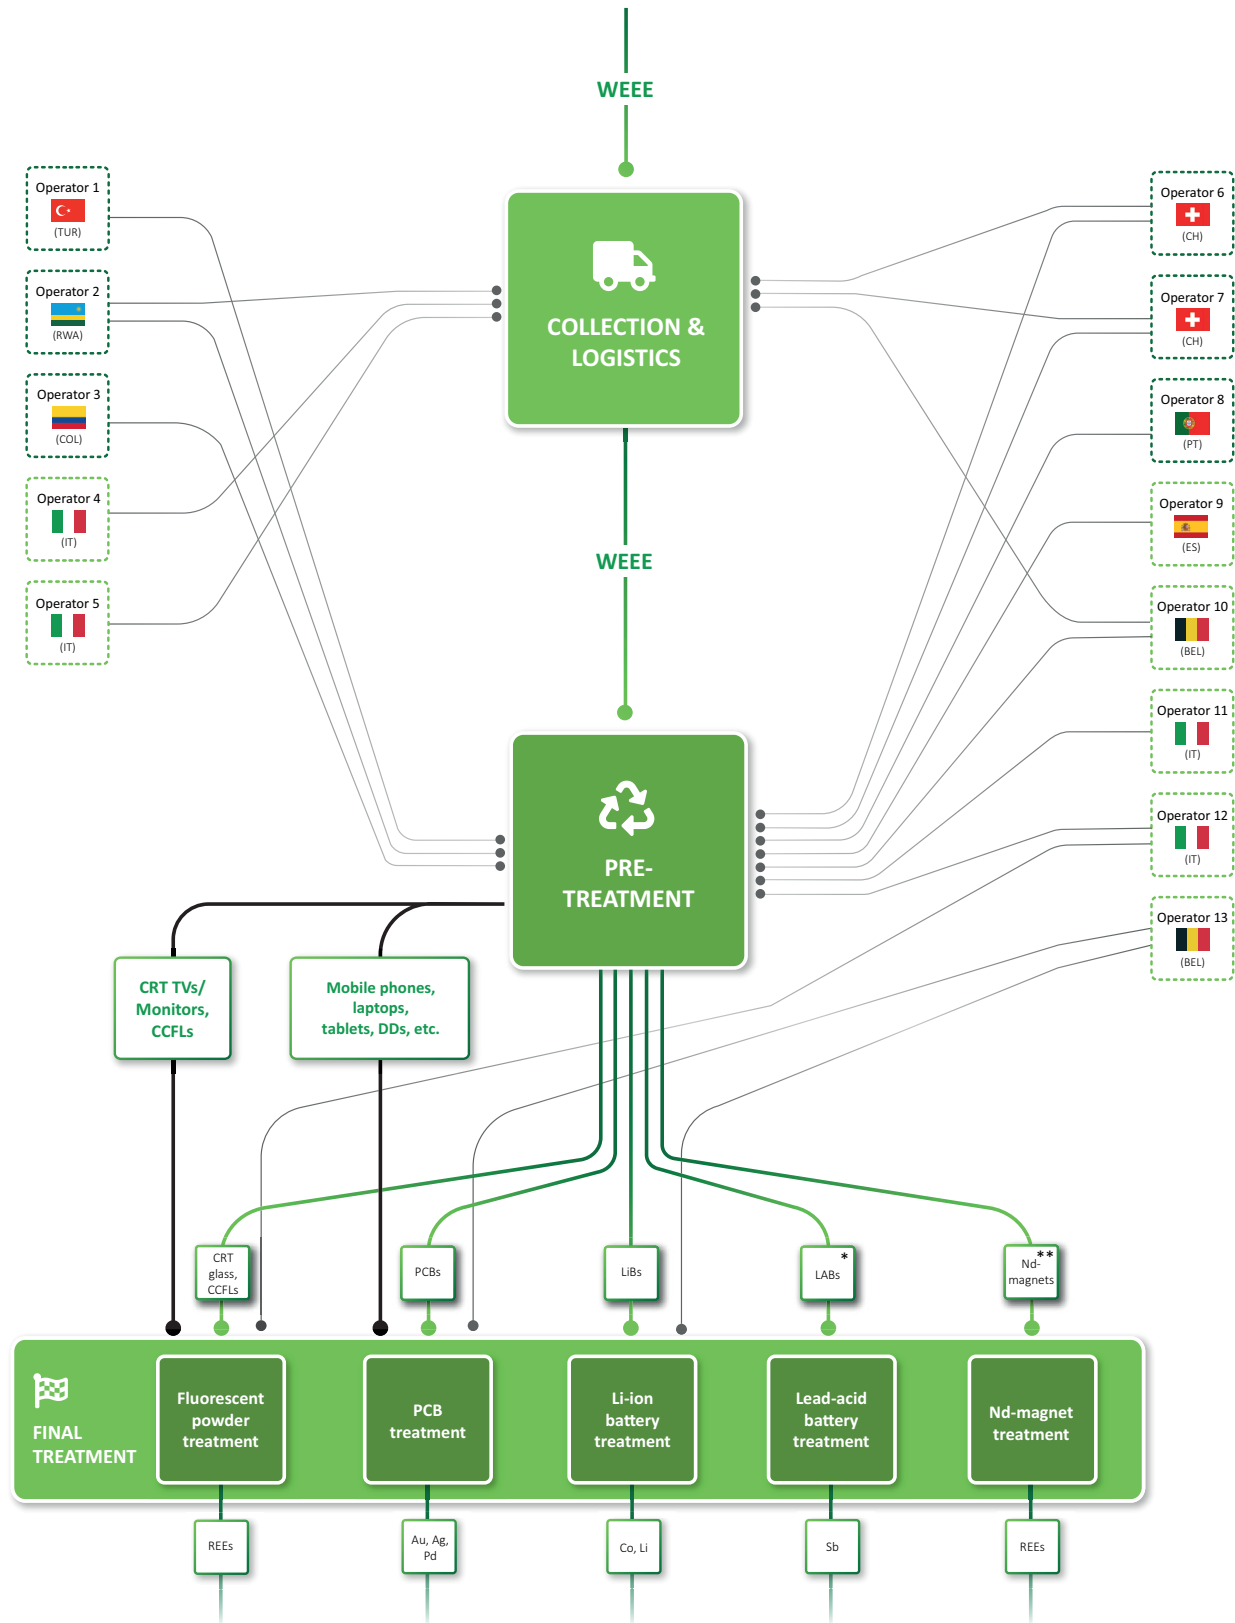 WEEE
Operator 1
(TUR)
Operator 2
(RWA)
Operator 3
(COL)
Operator 4
(IT)
Operator 5
(IT)
COLLECTION &
LOGISTICS
Operator 6
(CH)
Operator 7
(CH)
Operator 8
(PT)
Operator 9
(ES)
Operator 10
(BEL)
Operator 11
(IT)
Operator 12
(IT)
Operator 13
(BEL)
WEEE
PRE-
TREATMENT
CRT TVs/
Monitors,
CCFLs
Mobile phones,
laptops,
tablets, DDs, etc.
CRT
glass,
CCFLs
PCBs
LiBs
LABs *
Nd- **
magnets
FINAL
TREATMENT
Fluorescent
powder
treatment
PCB
treatment
Li-ion
battery
treatment
Lead-acid
battery
treatment
Nd-magnet
treatment
REEs
Au, Ag,
Pd
Co, Li
Sb
REEs